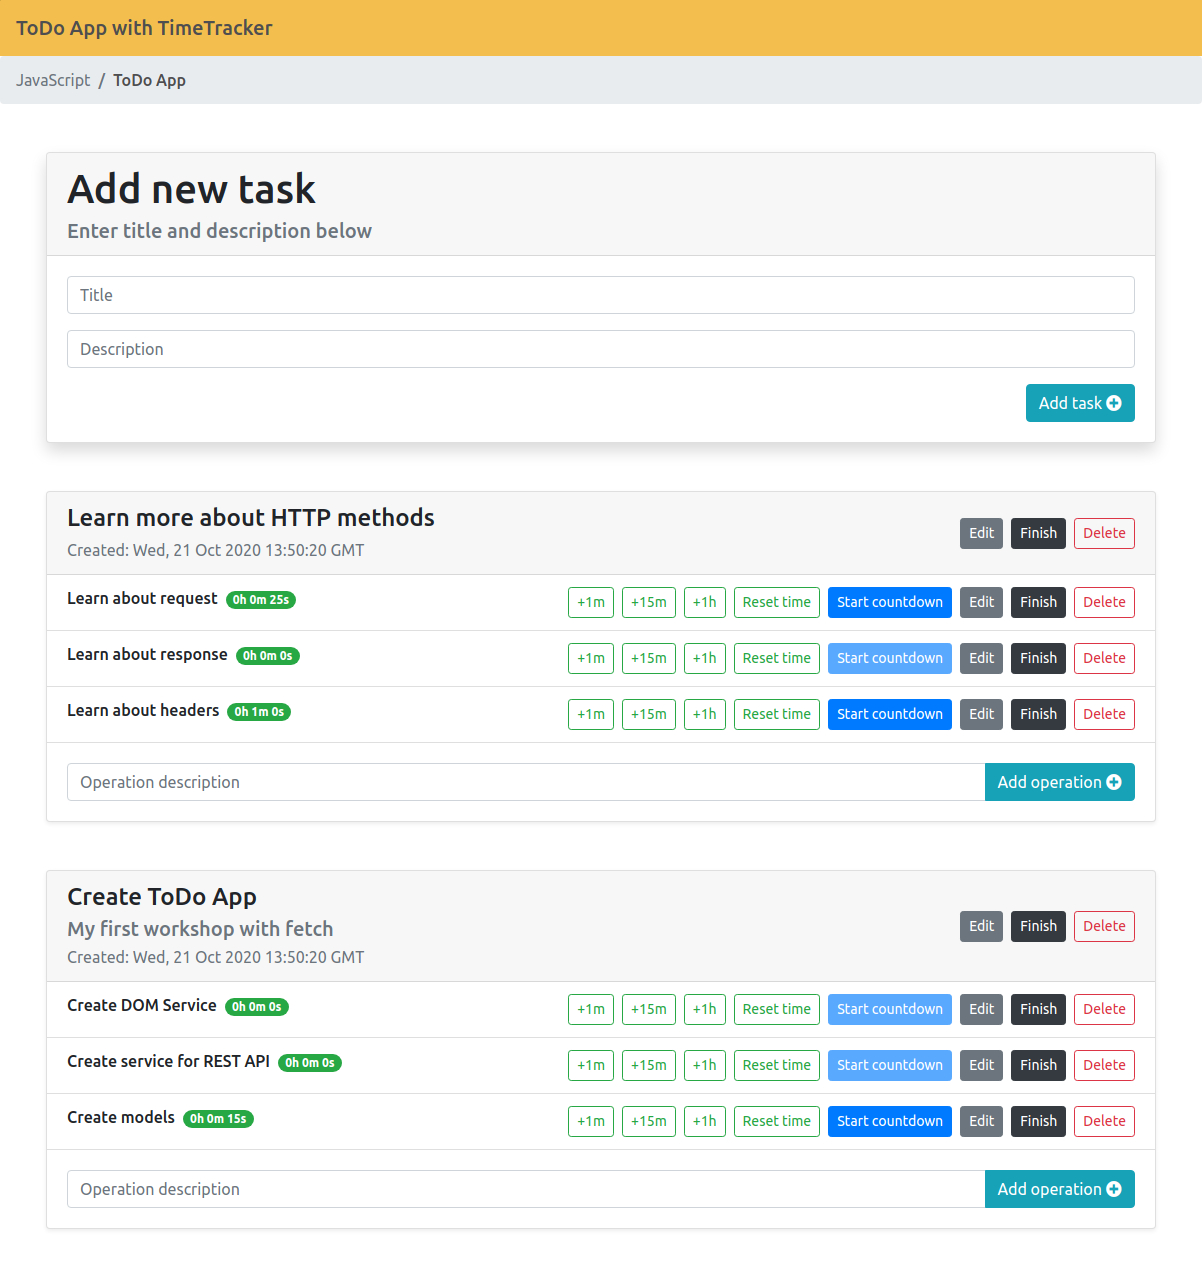 ToDo App with TimeTracker
JavaScript / ToDo App
Add new task
Enter title and description below
Title
Description
Add task
Learn more about HTTP methods
Created: Wed, 21 Oct 2020 13:50:20 GMT
Edit Finish Delete
Learn about request 0h 0m 25s +1m +15m +1h Reset time Start countdown Edit Finish Delete
Learn about response 0h 0m 0s +1m +15m +1h Reset time Start countdown Edit Finish Delete
Learn about headers 0h 1m 0s +1m +15m +1h Reset time Start countdown Edit Finish Delete
Operation description Add operation
Create ToDo App
My first workshop with fetch
Created: Wed, 21 Oct 2020 13:50:20 GMT
Edit Finish Delete
Create DOM Service 0h 0m 0s +1m +15m +1h Reset time Start countdown Edit Finish Delete
Create service for REST API 0h 0m 0s +1m +15m +1h Reset time Start countdown Edit Finish Delete
Create models 0h 0m 15s +1m +15m +1h Reset time Start countdown Edit Finish Delete
Operation description Add operation